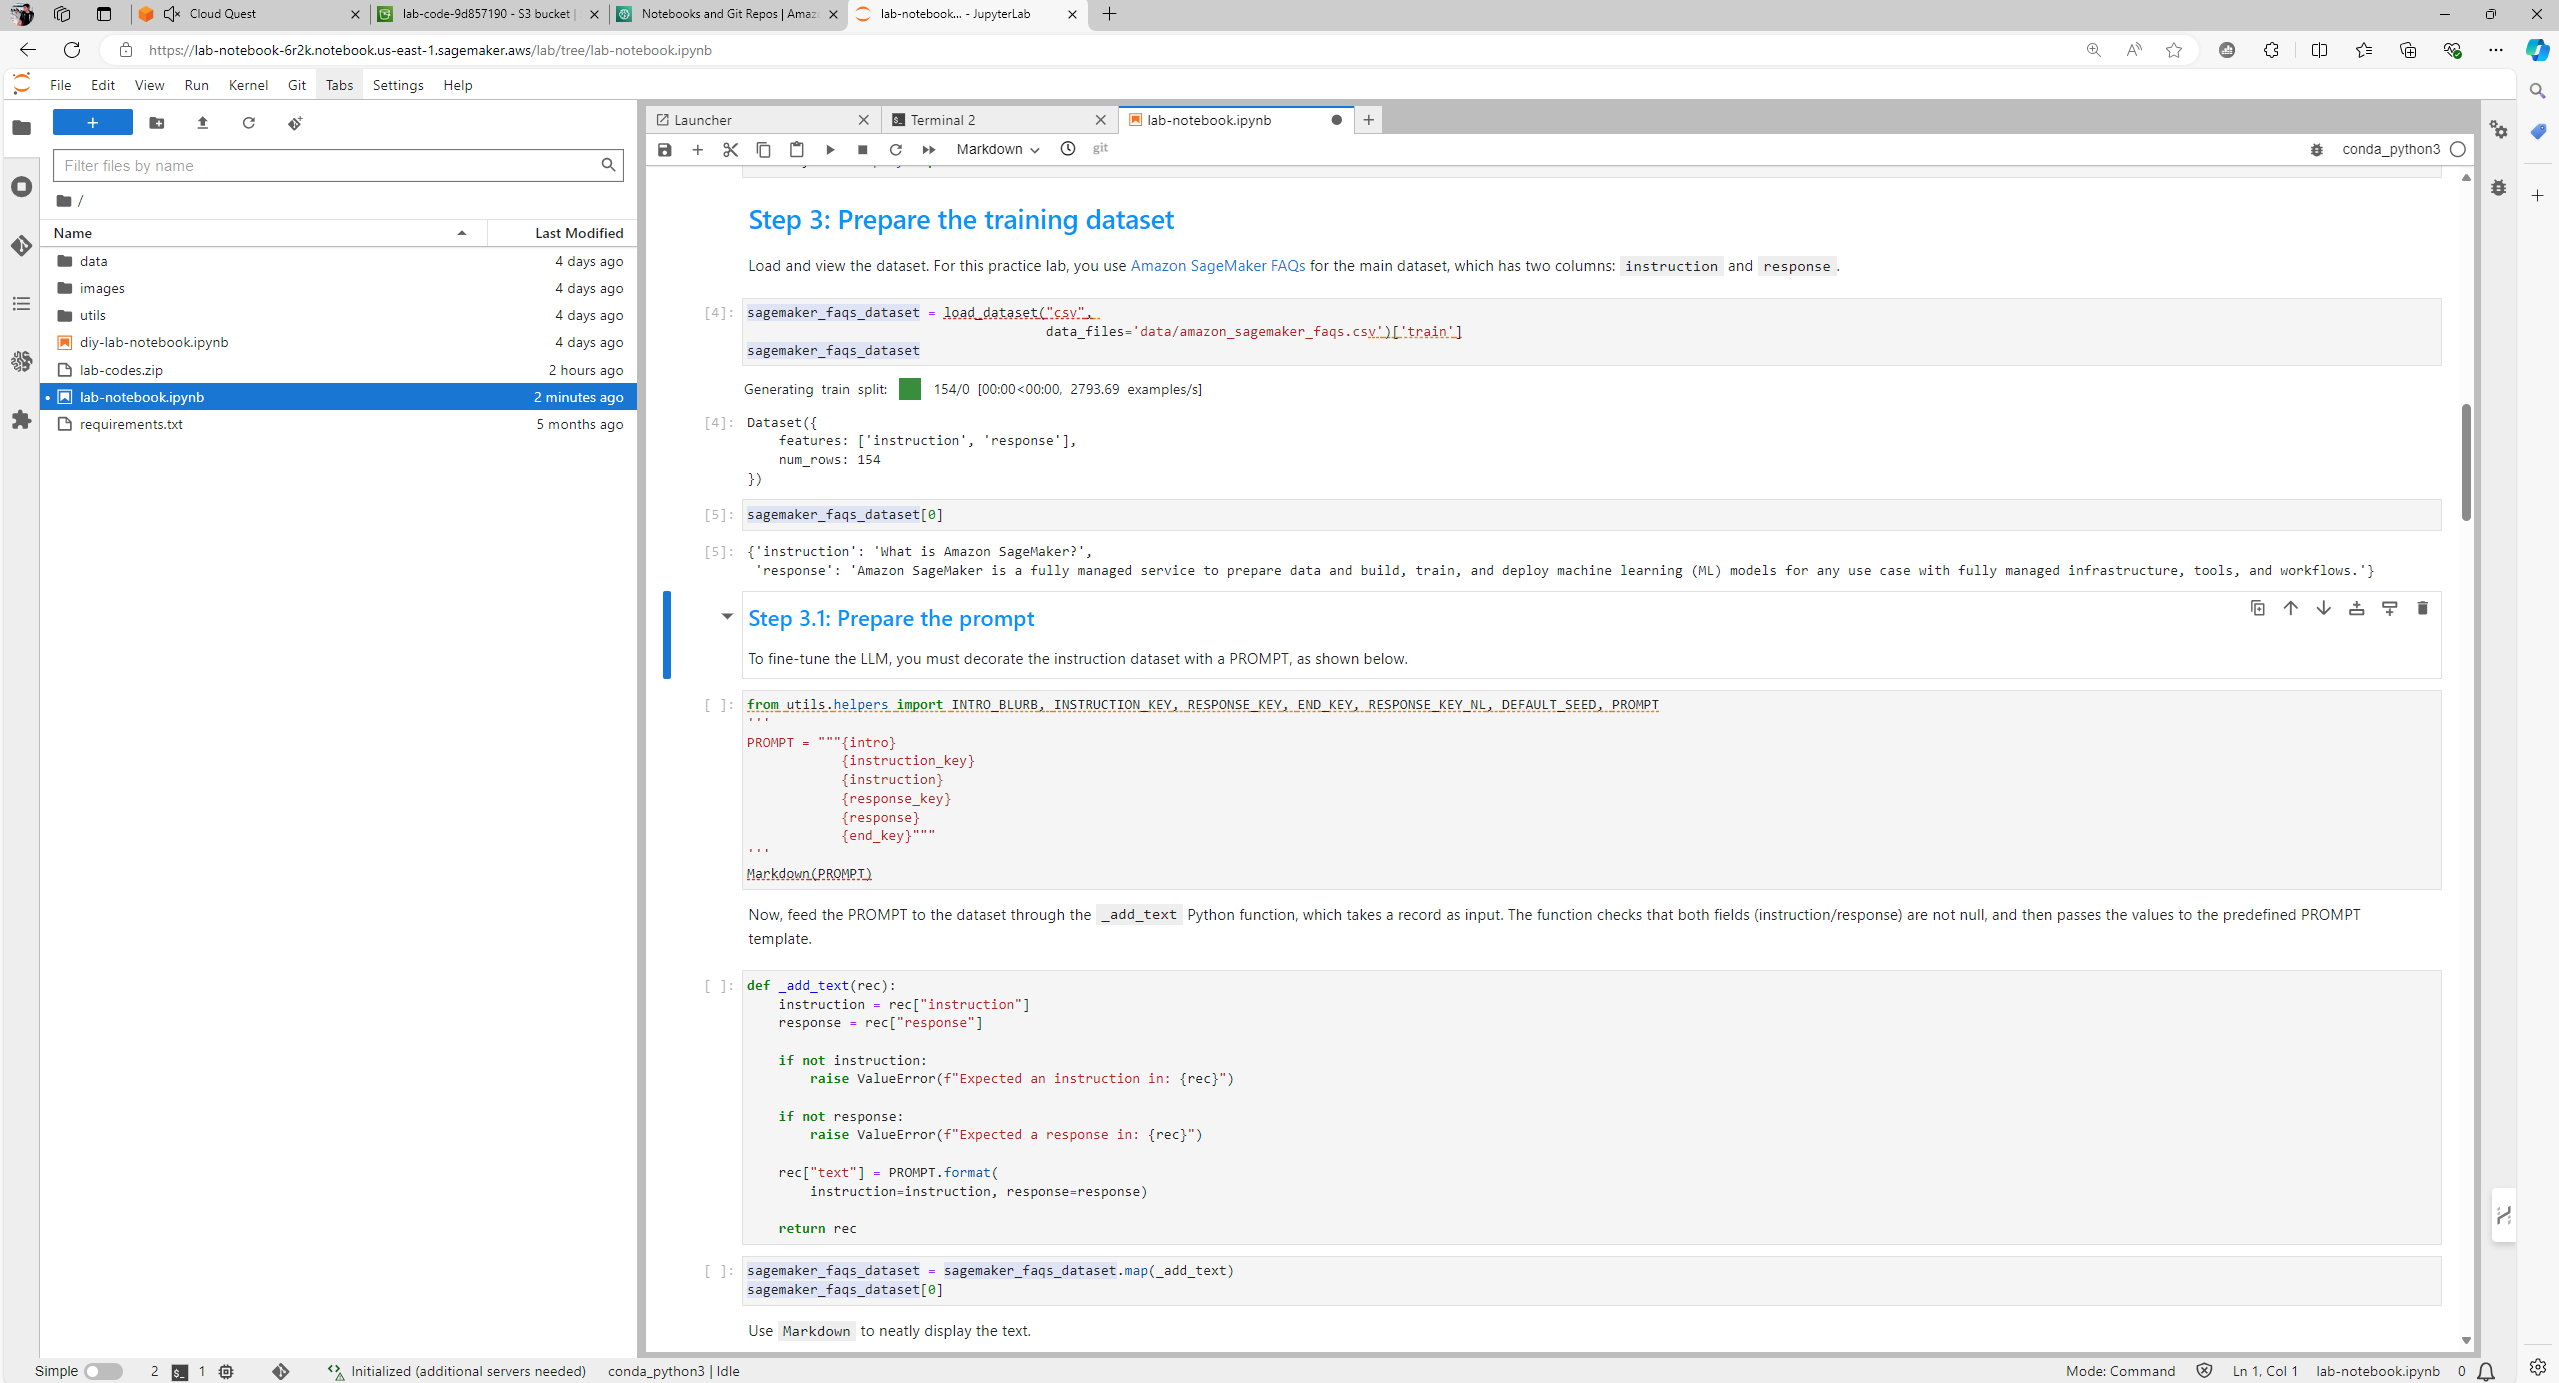 Cloud Quest
lab-code-9d857190 - S3 bucket |
Notebooks and Git Repos | Amaz
lab-notebook... - JupyterLab
https://lab-notebook-6r2k.notebook.us-east-1.sagemaker.aws/lab/tree/lab-notebook.ipynb
File Edit View Run Kernel Git Tabs Settings Help
Filter files by name
/
Name Last Modified
data 4 days ago
images 4 days ago
utils 4 days ago
diy-lab-notebook.ipynb 4 days ago
lab-codes.zip 2 hours ago
lab-notebook.ipynb 2 minutes ago
requirements.txt 5 months ago
Launcher
Terminal 2
lab-notebook.ipynb
Markdown
git
conda_python3
Step 3: Prepare the training dataset
Load and view the dataset. For this practice lab, you use Amazon SageMaker FAQs for the main dataset, which has two columns: instruction and response.
[4]: sagemaker_faqs_dataset = load_dataset("csv",
data_files='data/amazon_sagemaker_faqs.csv')['train']
sagemaker_faqs_dataset
Generating train split: 154/0 [00:00<00:00, 2793.69 examples/s]
[4]: Dataset({
features: ['instruction', 'response'],
num_rows: 154
})
[5]: sagemaker_faqs_dataset[0]
[5]: {'instruction': 'What is Amazon SageMaker?',
'response': 'Amazon SageMaker is a fully managed service to prepare data and build, train, and deploy machine learning (ML) models for any use case with fully managed infrastructure, tools, and workflows.'}
Step 3.1: Prepare the prompt
To fine-tune the LLM, you must decorate the instruction dataset with a PROMPT, as shown below.
[ ]: from utils.helpers import INTRO_BLURB, INSTRUCTION_KEY, RESPONSE_KEY, END_KEY, RESPONSE_KEY_NL, DEFAULT_SEED, PROMPT
'''
PROMPT = """{intro}
{instruction_key}
{instruction}
{response_key}
{response}
{end_key}"""
'''
Markdown(PROMPT)
Now, feed the PROMPT to the dataset through the _add_text Python function, which takes a record as input. The function checks that both fields (instruction/response) are not null, and then passes the values to the predefined PROMPT
template.
[ ]: def _add_text(rec):
instruction = rec["instruction"]
response = rec["response"]
if not instruction:
raise ValueError(f"Expected an instruction in: {rec}")
if not response:
raise ValueError(f"Expected a response in: {rec}")
rec["text"] = PROMPT.format(
instruction=instruction, response=response)
return rec
[ ]: sagemaker_faqs_dataset = sagemaker_faqs_dataset.map(_add_text)
sagemaker_faqs_dataset[0]
Use Markdown to neatly display the text.
Simple 2 1 Initialized (additional servers needed) conda_python3 | Idle Mode: Command Ln 1, Col 1 lab-notebook.ipynb 0